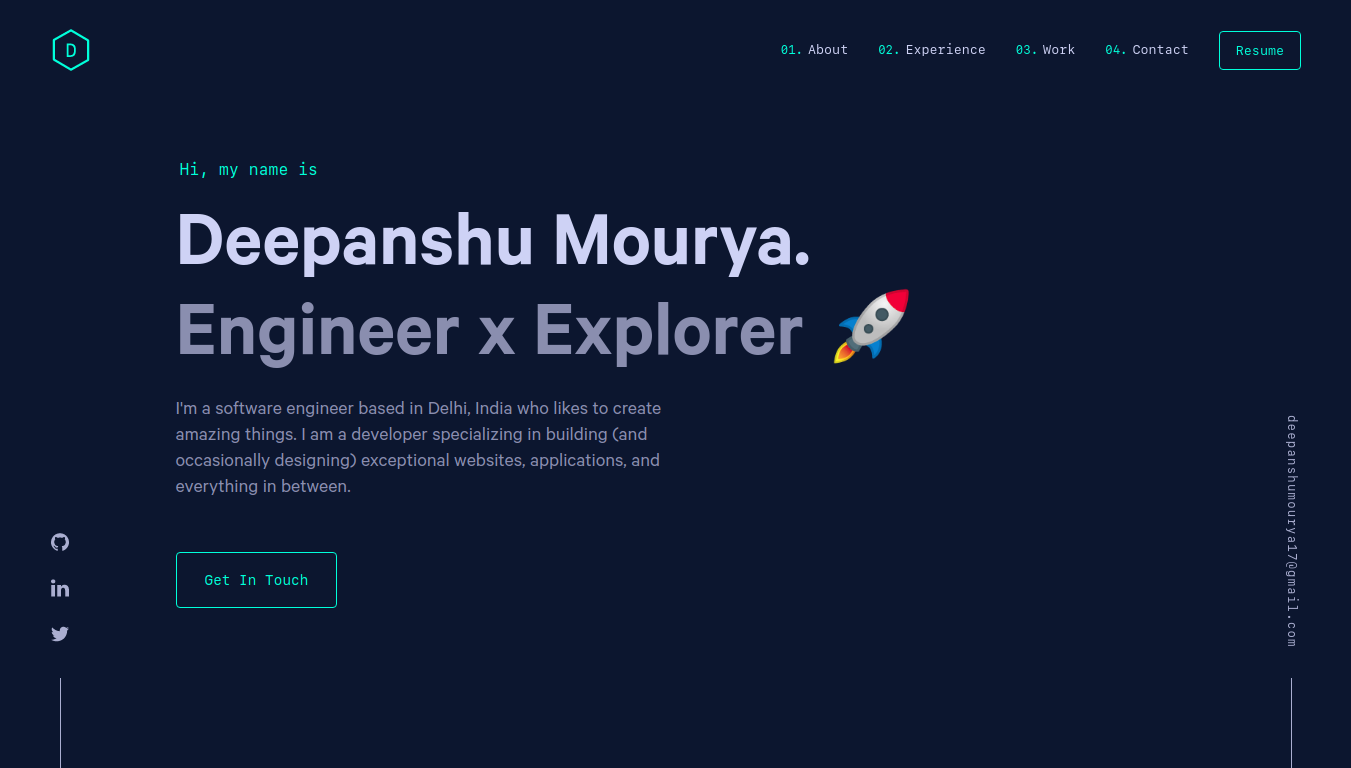 D
01. About 02. Experience 03. Work 04. Contact Resume
Hi, my name is
Deepanshu Mourya.
Engineer x Explorer 🚀
I'm a software engineer based in Delhi, India who likes to create
amazing things. I am a developer specializing in building (and
occasionally designing) exceptional websites, applications, and
everything in between.
Get In Touch
in
deepanshumourya17@gmail.com